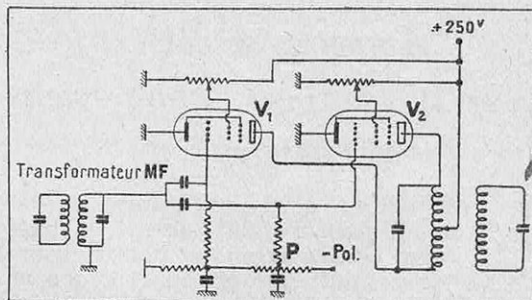 +250V
V1
V2
Transformateur MF
P
-Pol.